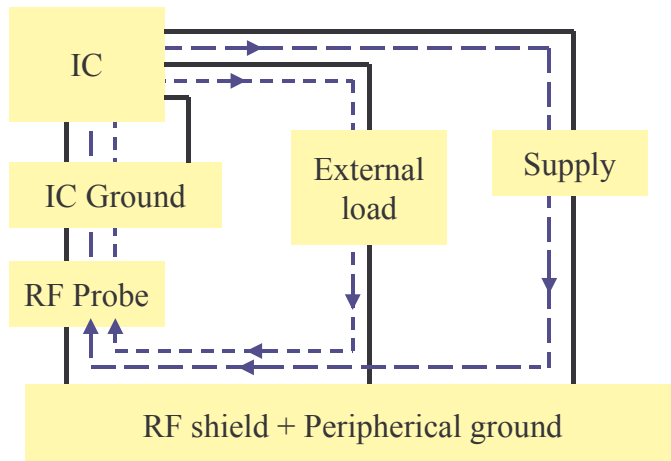 IC
IC Ground
External
load
Supply
RF Probe
RF shield + Peripherical ground